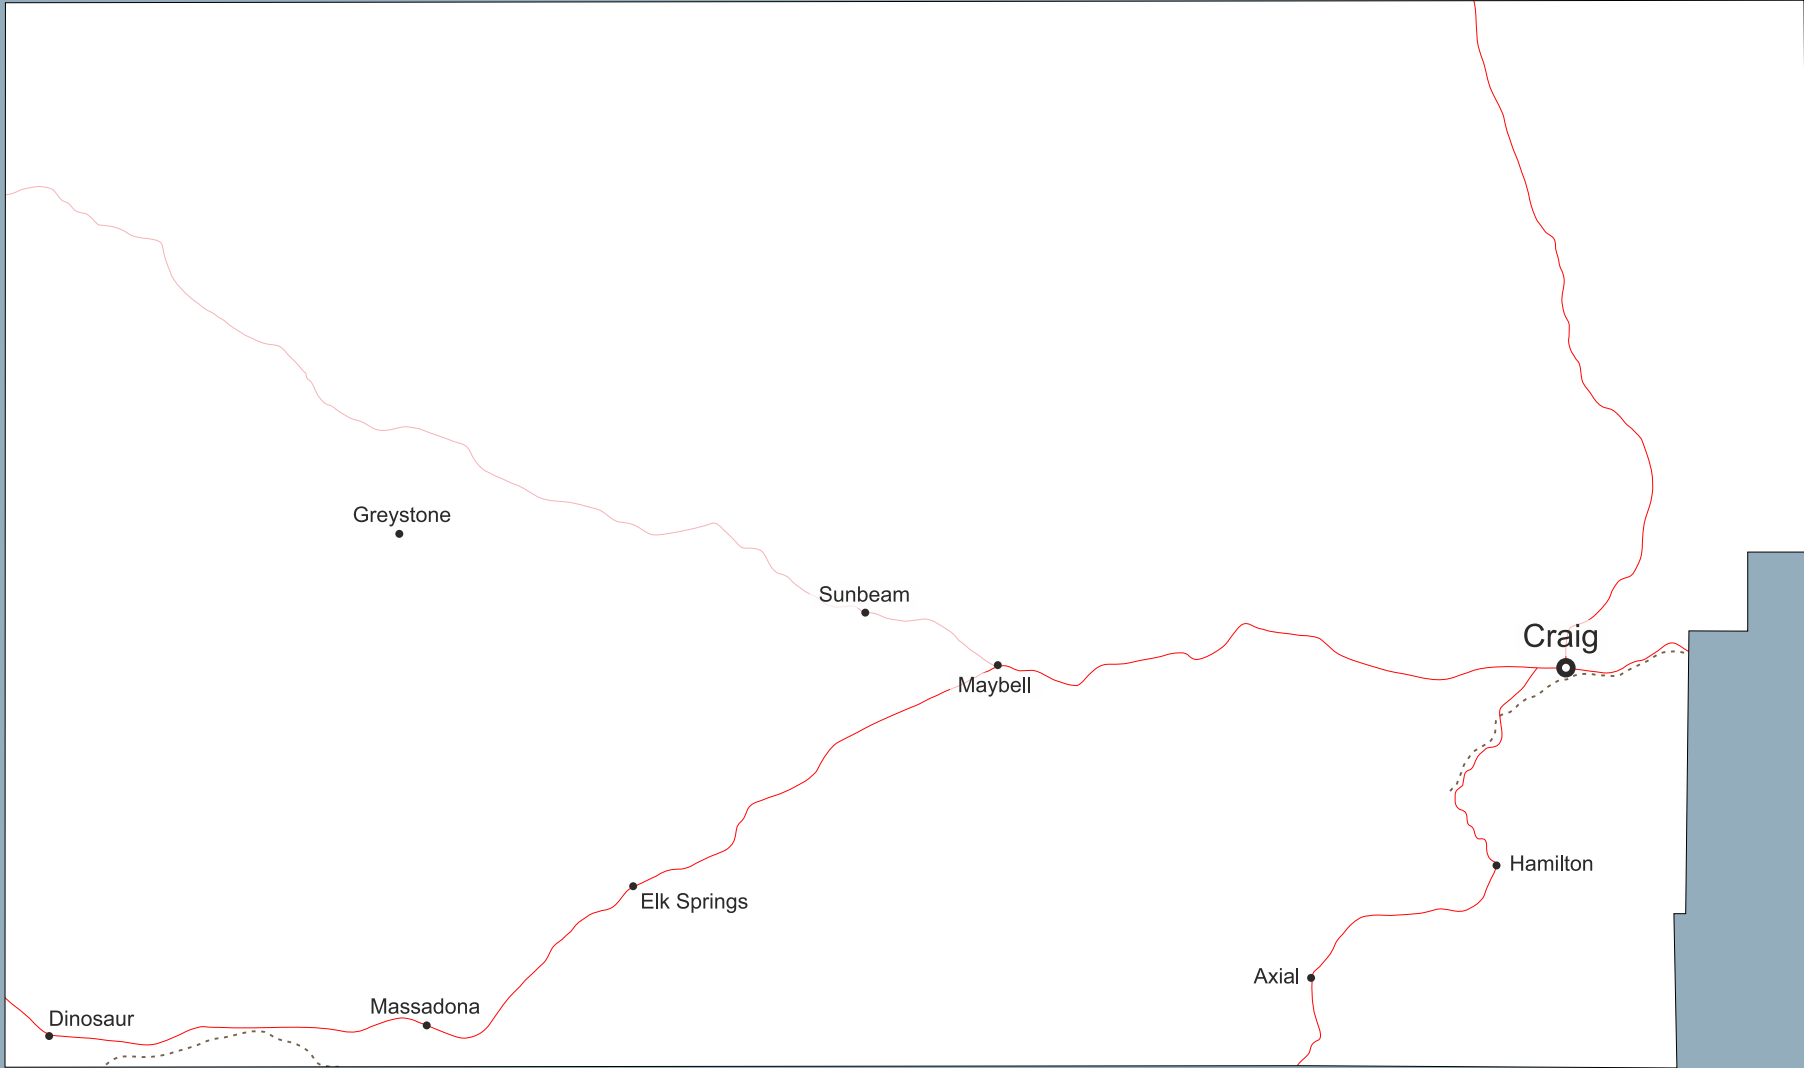 Greystone
Sunbeam
Craig
Maybell
Hamilton
Elk Springs
Axial
Massadona
Dinosaur